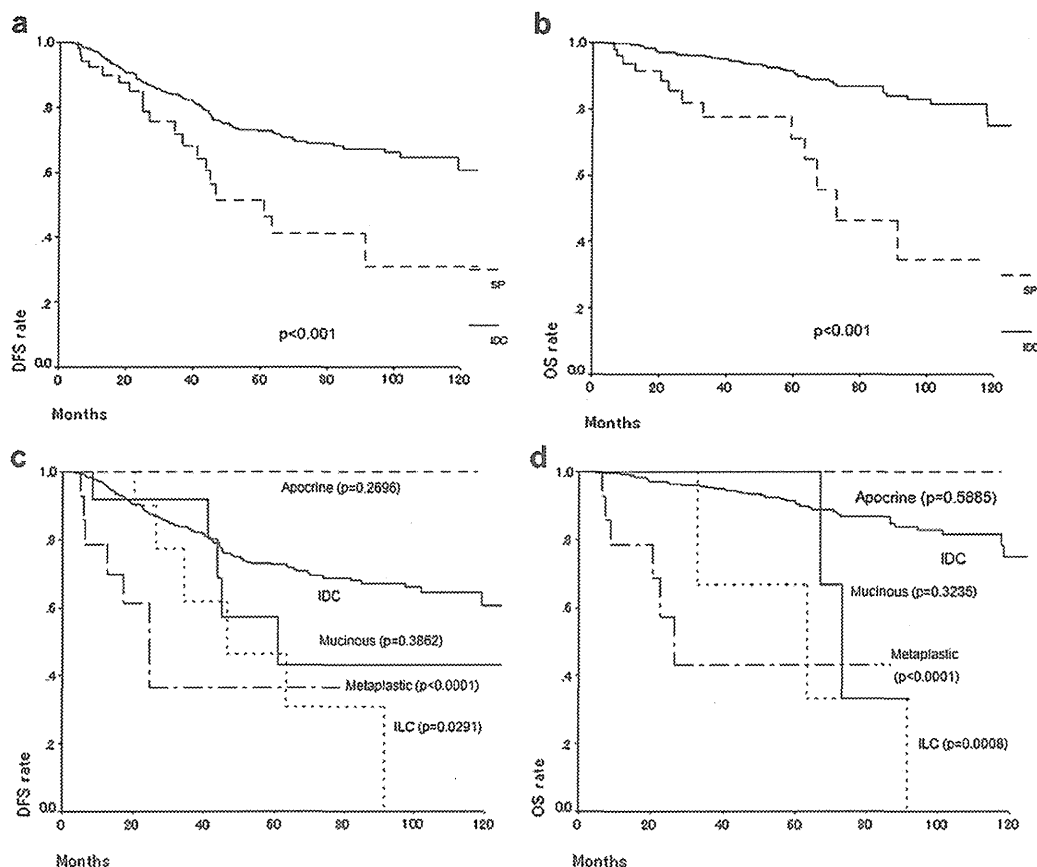 a
1.0
.8
.6
.4
.2
0.0
DFS rate
p<0.001
SP
IDC
0 20 40 60 80 100 120
Months
b
1.0
.8
.6
.4
.2
0.0
OS rate
p<0.001
SP
IDC
0 20 40 60 80 100 120
Months
c
1.0
.8
.6
.4
.2
0.0
DFS rate
Apocrine (p=0.2696)
IDC
Mucinous (p=0.3862)
Metaplastic (p<0.0001)
ILC (p=0.0291)
0 20 40 60 80 100 120
Months
d
1.0
.8
.6
.4
.2
0.0
OS rate
Apocrine (p=0.5885)
IDC
Mucinous (p=0.3235)
Metaplastic
(p<0.0001)
ILC (p=0.0008)
0 20 40 60 80 100 120
Months